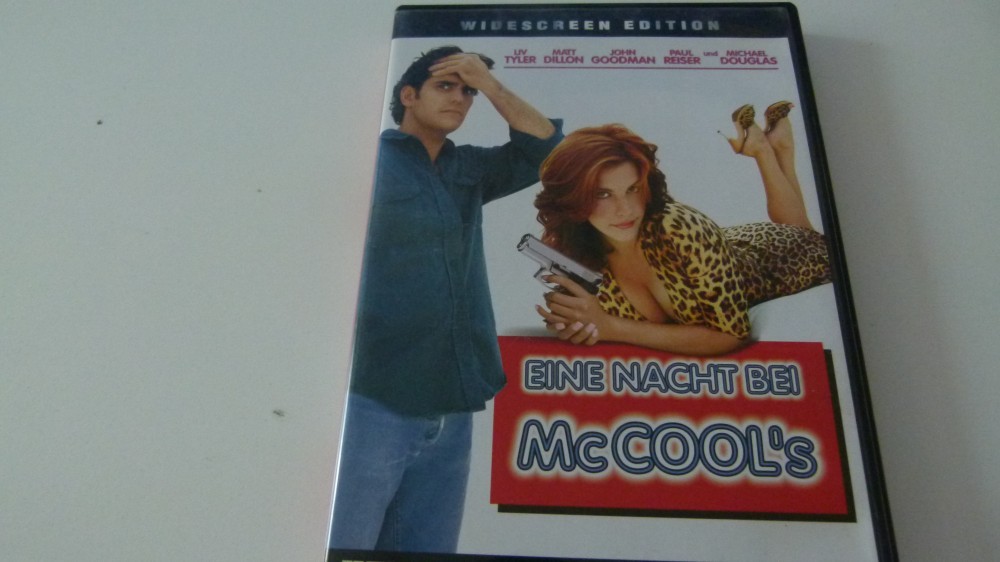 WIDESCREEN EDITION
LIV MATT JOHN PAUL und MICHAEL
TYLER DILLON GOODMAN REISER DOUGLAS
EINE NACHT BEI
McCOOL's